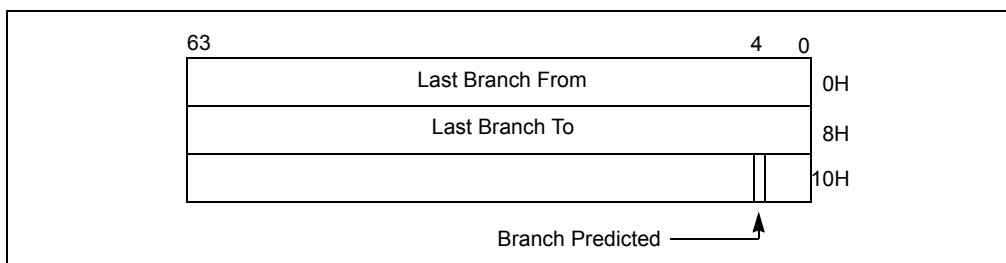 63 4 0
Last Branch From 0H
Last Branch To 8H
10H
Branch Predicted